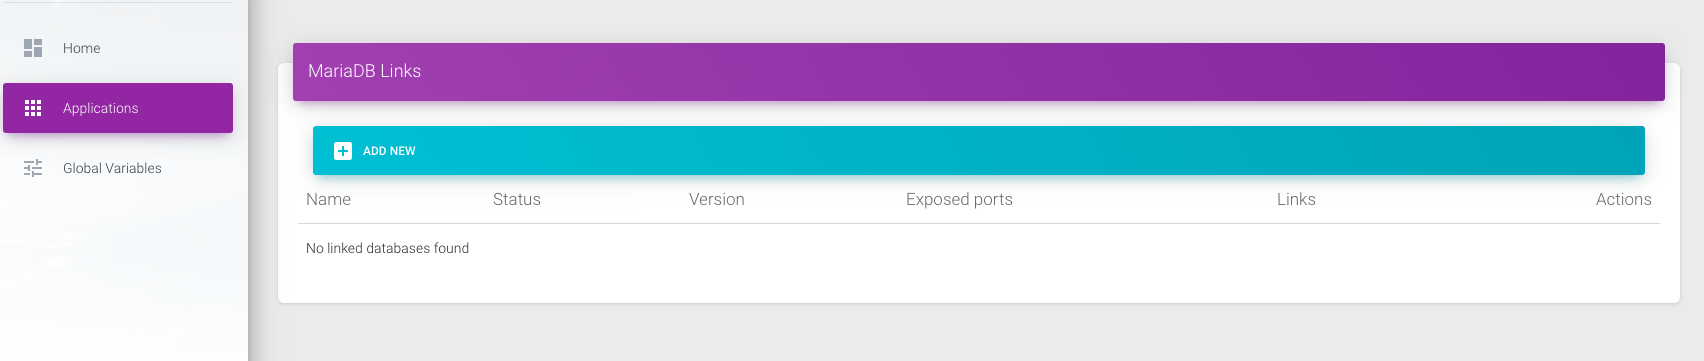 Home
Applications
Global Variables
MariaDB Links
ADD NEW
Name Status Version Exposed ports Links Actions
No linked databases found